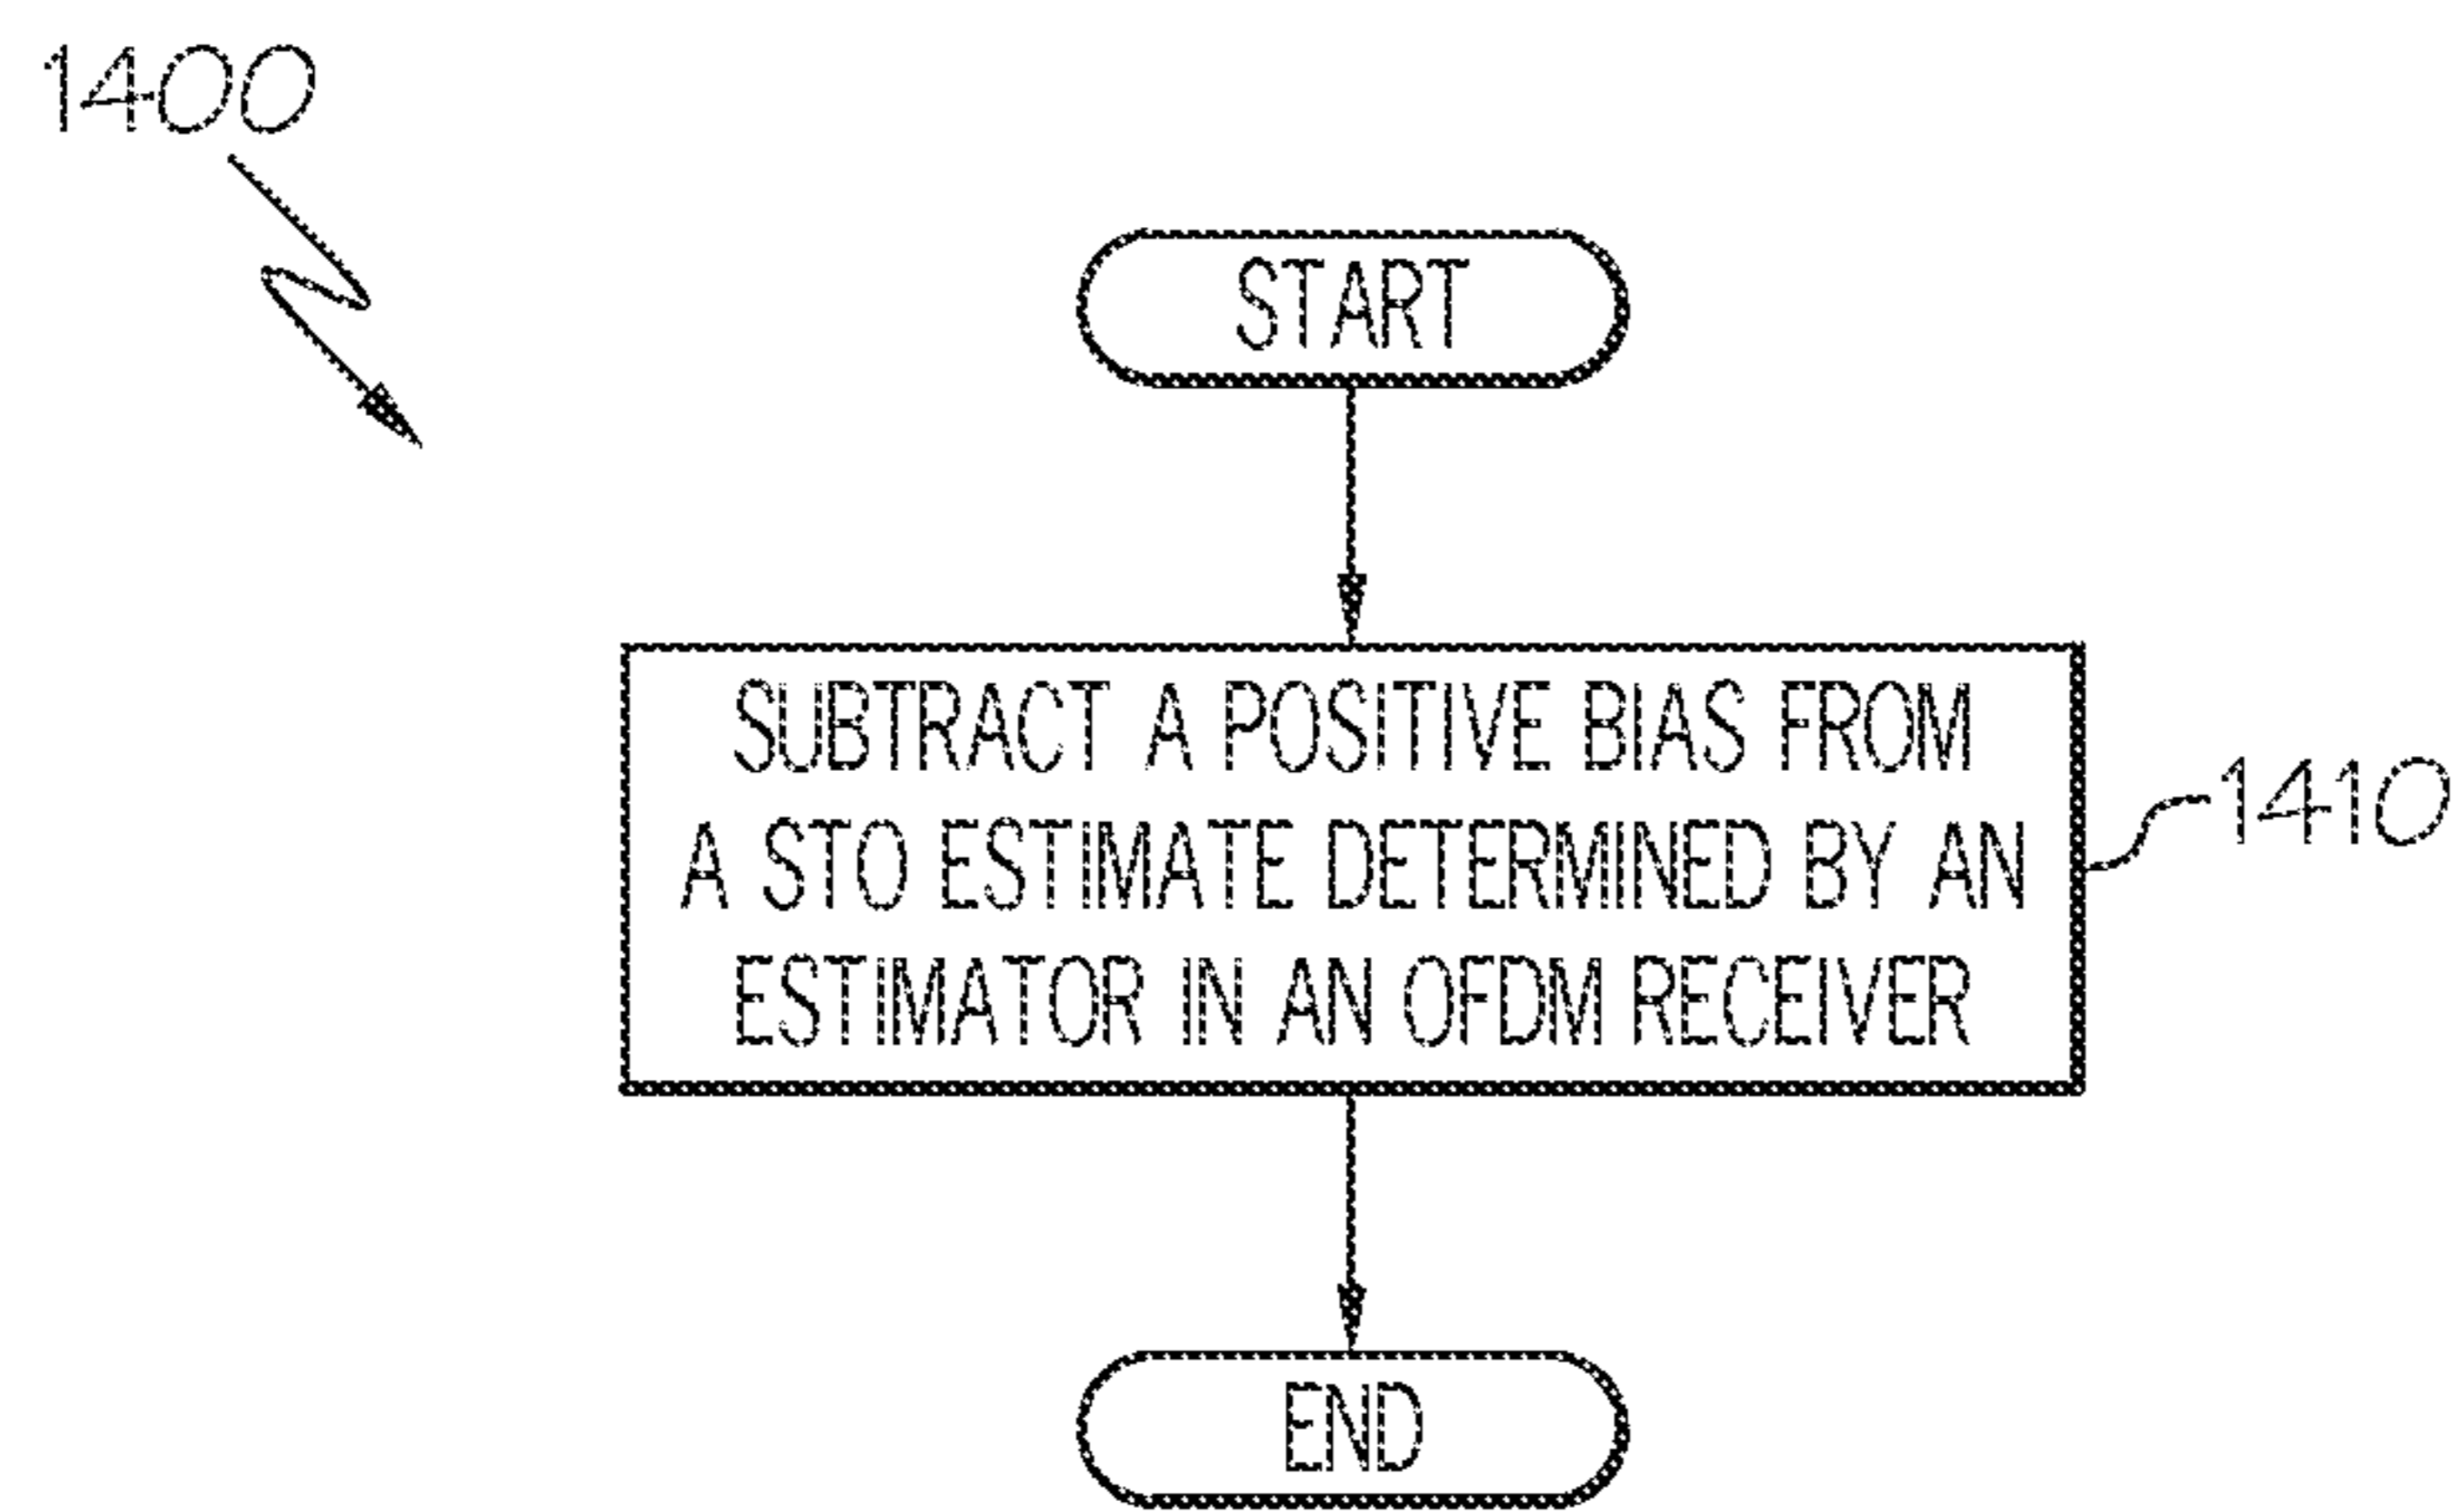 1400
START
SUBTRACT A POSITIVE BIAS FROM
A STO ESTIMATE DETERMINED BY AN
ESTIMATOR IN AN OFDM RECEIVER
1410
END